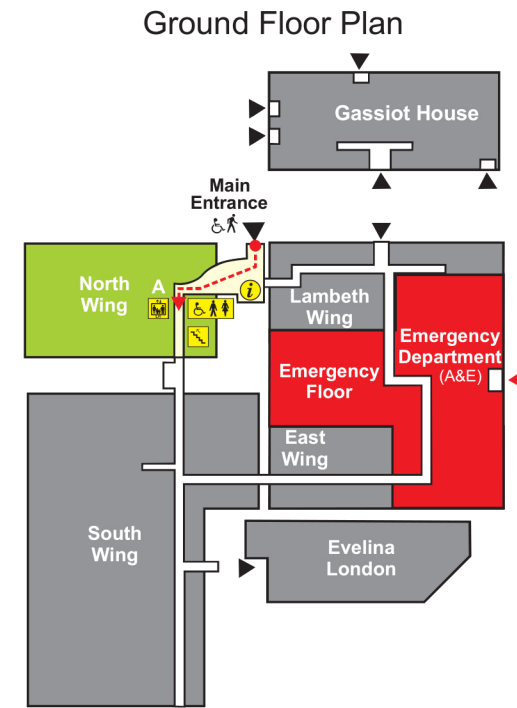 Ground Floor Plan
Gassiot House
Main
Entrance
North
Wing
A
i
Lambeth
Wing
Emergency
Department
(A&E)
Emergency
Floor
East
Wing
South
Wing
Evelina
London